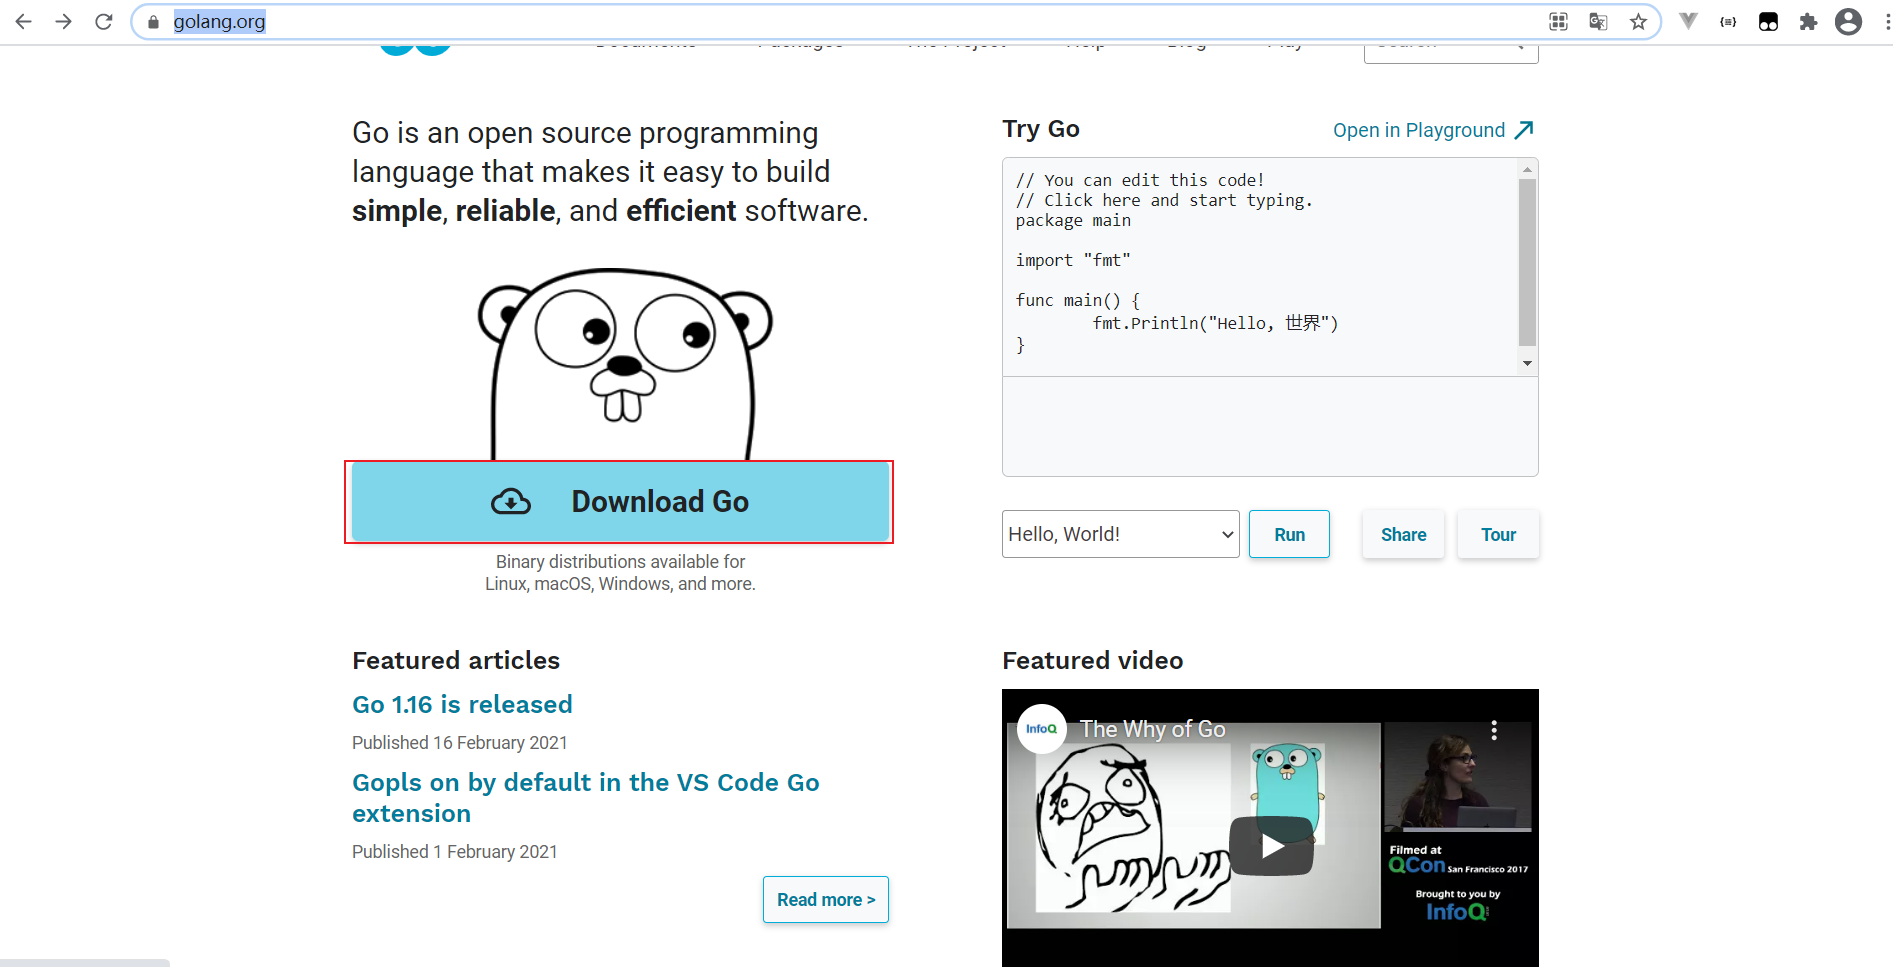 golang.org
Go is an open source programming
language that makes it easy to build
simple, reliable, and efficient software.
Download Go
Binary distributions available for
Linux, macOS, Windows, and more.
Try Go
Open in Playground
// You can edit this code!
// Click here and start typing.
package main
import "fmt"
func main() {
fmt.Println("Hello, 世界")
}
Hello, World!
Run
Share
Tour
Featured articles
Go 1.16 is released
Published 16 February 2021
Gopls on by default in the VS Code Go
extension
Published 1 February 2021
Read more >
Featured video
InfoQ
The Why of Go
Filmed at
QCon San Francisco 2017
Brought to you by
InfoQ